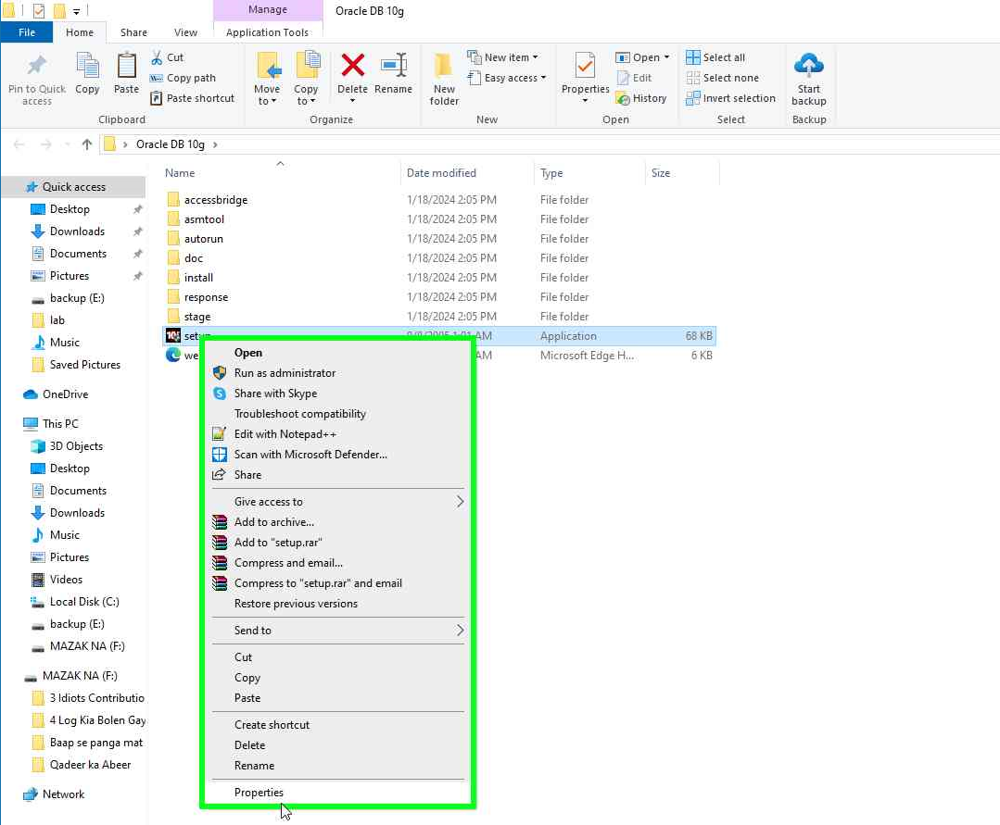 Manage
Oracle DB 10g
File
Home
Share
View
Application Tools
Pin to Quick access
Copy
Paste
Cut
Copy path
Paste shortcut
Clipboard
Move to
Copy to
Delete
Rename
Organize
New folder
New item
Easy access
New
Properties
Open
Edit
History
Open
Select all
Select none
Invert selection
Select
Start backup
Backup
Oracle DB 10g
Name
Date modified
Type
Size
Quick access
Desktop
Downloads
Documents
Pictures
backup (E:)
lab
Music
Saved Pictures
OneDrive
This PC
3D Objects
Desktop
Documents
Downloads
Music
Pictures
Videos
Local Disk (C:)
backup (E:)
MAZAK NA (F:)
MAZAK NA (F:)
3 Idiots Contributio
4 Log Kia Bolen Gay
Baap se panga mat
Qadeer ka Abeer
Network
accessbridge 1/18/2024 2:05 PM File folder
asmtool 1/18/2024 2:05 PM File folder
autorun 1/18/2024 2:05 PM File folder
doc 1/18/2024 2:05 PM File folder
install 1/18/2024 2:05 PM File folder
response 1/18/2024 2:05 PM File folder
stage 1/18/2024 2:05 PM File folder
setup AM Application 68 KB
we AM Microsoft Edge H... 6 KB
Open
Run as administrator
Share with Skype
Troubleshoot compatibility
Edit with Notepad++
Scan with Microsoft Defender...
Share
Give access to
Add to archive...
Add to "setup.rar"
Compress and email...
Compress to "setup.rar" and email
Restore previous versions
Send to
Cut
Copy
Paste
Create shortcut
Delete
Rename
Properties